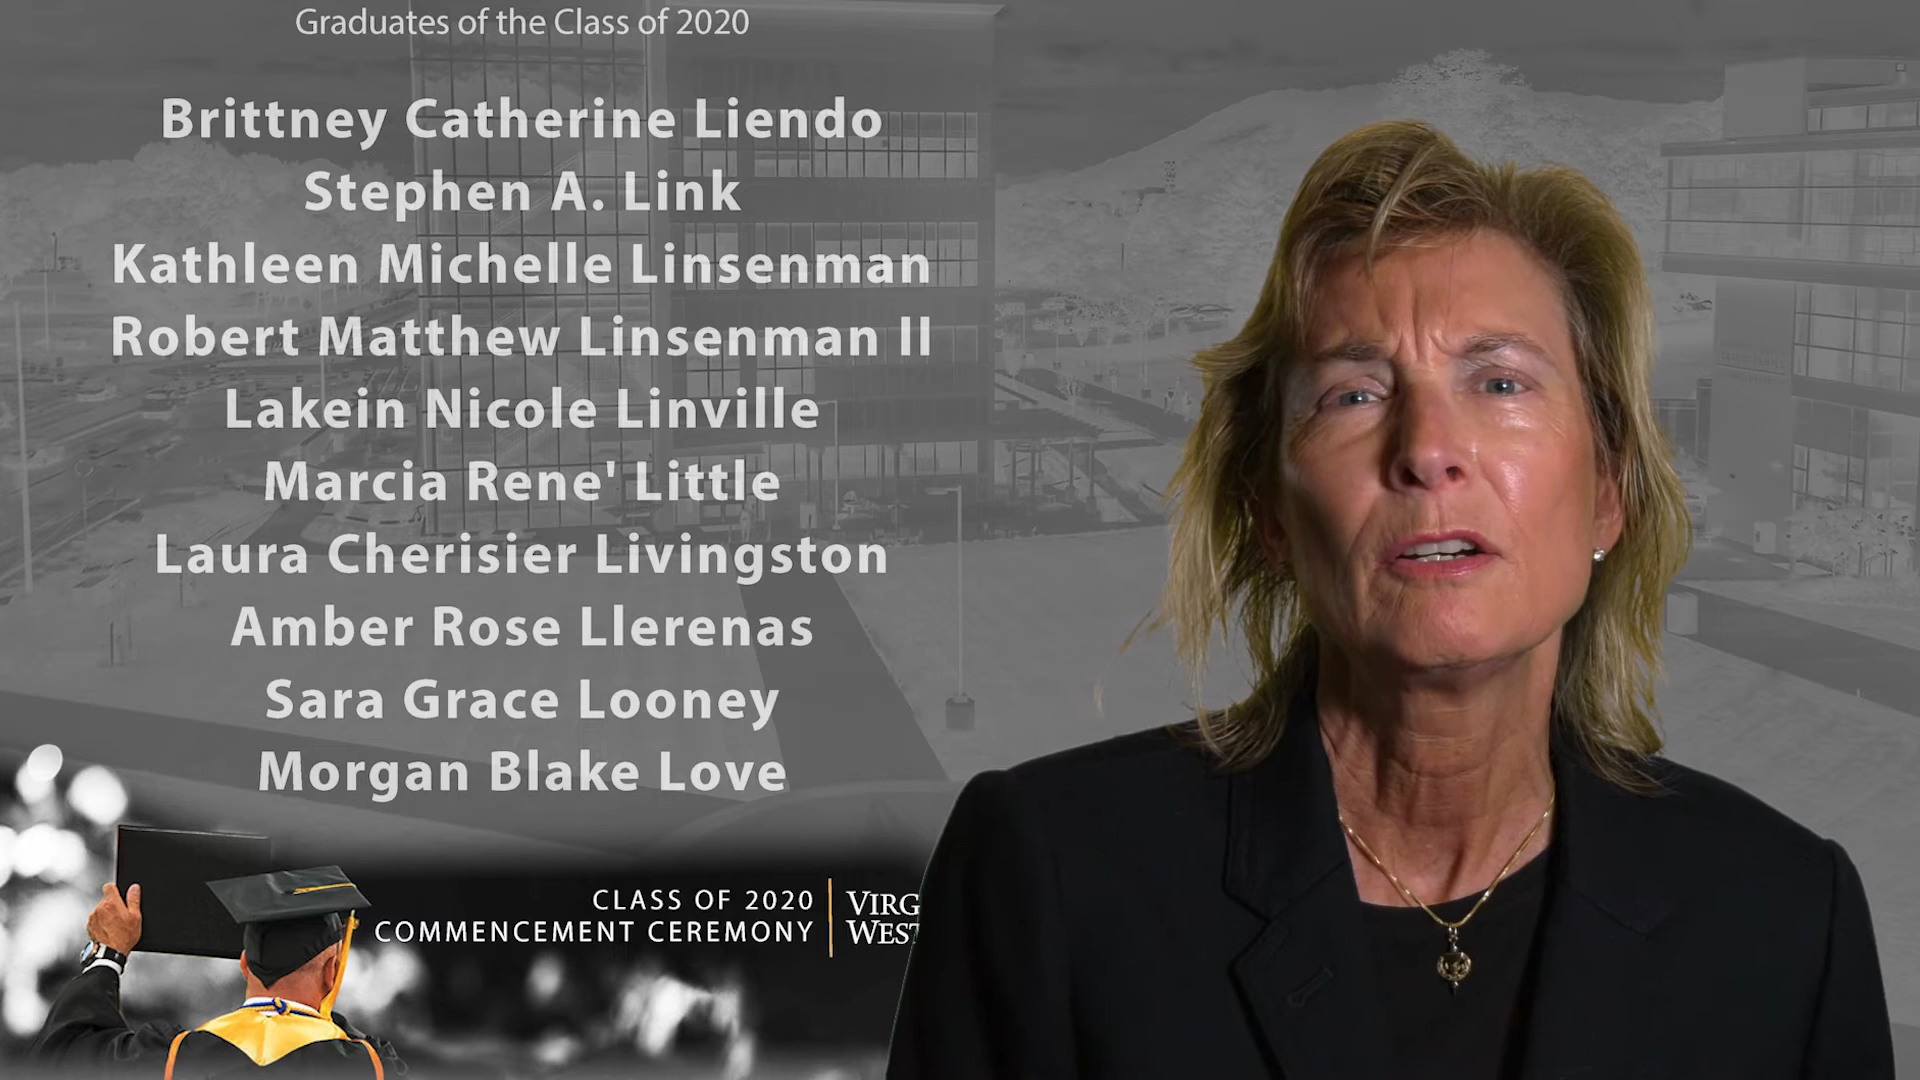 Graduates of the Class of 2020
Brittney Catherine Liendo
Stephen A. Link
Kathleen Michelle Linsenman
Robert Matthew Linsenman II
Lakein Nicole Linville
Marcia Rene' Little
Laura Cherisier Livingston
Amber Rose Llerenas
Sara Grace Looney
Morgan Blake Love
CLASS OF 2020
COMMENCEMENT CEREMONY
VIRG
WEST